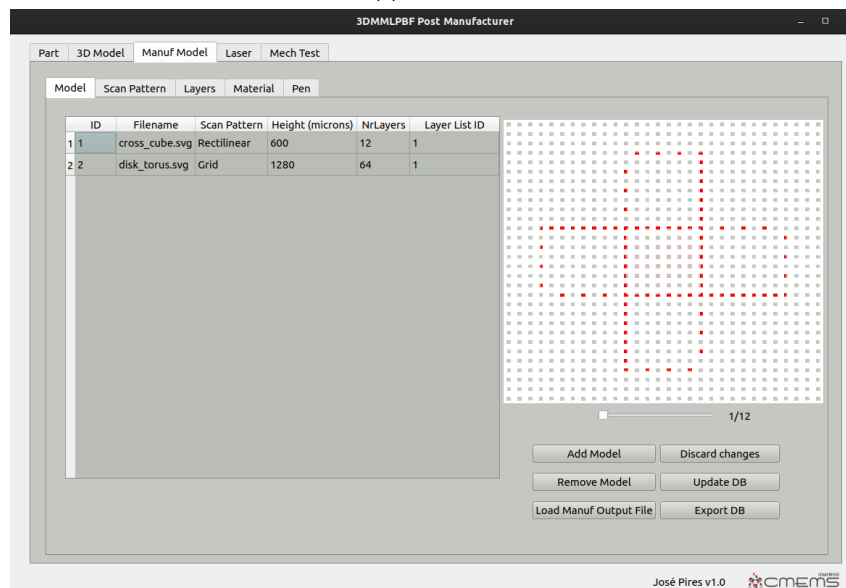 3DMMLPBF Post Manufacturer
Part 3D Model Manuf Model Laser Mech Test
Model Scan Pattern Layers Material Pen
ID Filename Scan Pattern Height (microns) NrLayers Layer List ID
1 1 cross_cube.svg Rectilinear 600 12 1
2 2 disk_torus.svg Grid 1280 64 1
1/12
Add Model Discard changes
Remove Model Update DB
Load Manuf Output File Export DB
José Pires v1.0 CMEMS